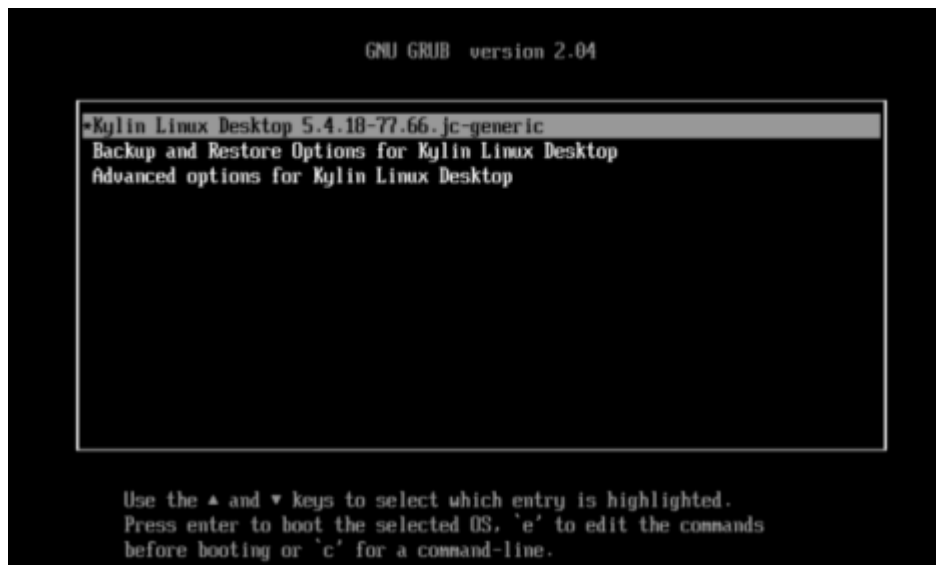 GNU GRUB version 2.04
*Kylin Linux Desktop 5.4.18-77.66.jc-generic
Backup and Restore Options for Kylin Linux Desktop
Advanced options for Kylin Linux Desktop
Use the ▲ and ▼ keys to select which entry is highlighted.
Press enter to boot the selected OS, `e' to edit the commands
before booting or `c' for a command-line.